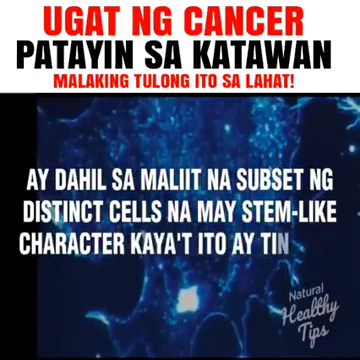 UGAT NG CANCER
PATAYIN SA KATAWAN
MALAKING TULONG ITO SA LAHAT!
AY DAHIL SA MALIIT NA SUBSET NG
DISTINCT CELLS NA MAY STEM-LIKE
CHARACTER KAYA'T ITO AY TIN
Natural
Healthy
Tips